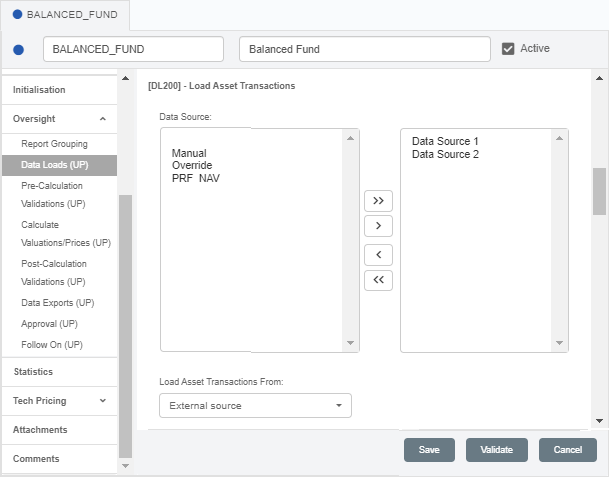 BALANCED_FUND
BALANCED_FUND
Balanced Fund
Active
Initialisation
Oversight
Report Grouping
Data Loads (UP)
Pre-Calculation
Validations (UP)
Calculate
Valuations/Prices (UP)
Post-Calculation
Validations (UP)
Data Exports (UP)
Approval (UP)
Follow On (UP)
Statistics
Tech Pricing
Attachments
Comments
[DL200] - Load Asset Transactions
Data Source:
Manual
Override
PRF_NAV
>>
>
<
<<
Data Source 1
Data Source 2
Load Asset Transactions From:
External source
Save
Validate
Cancel